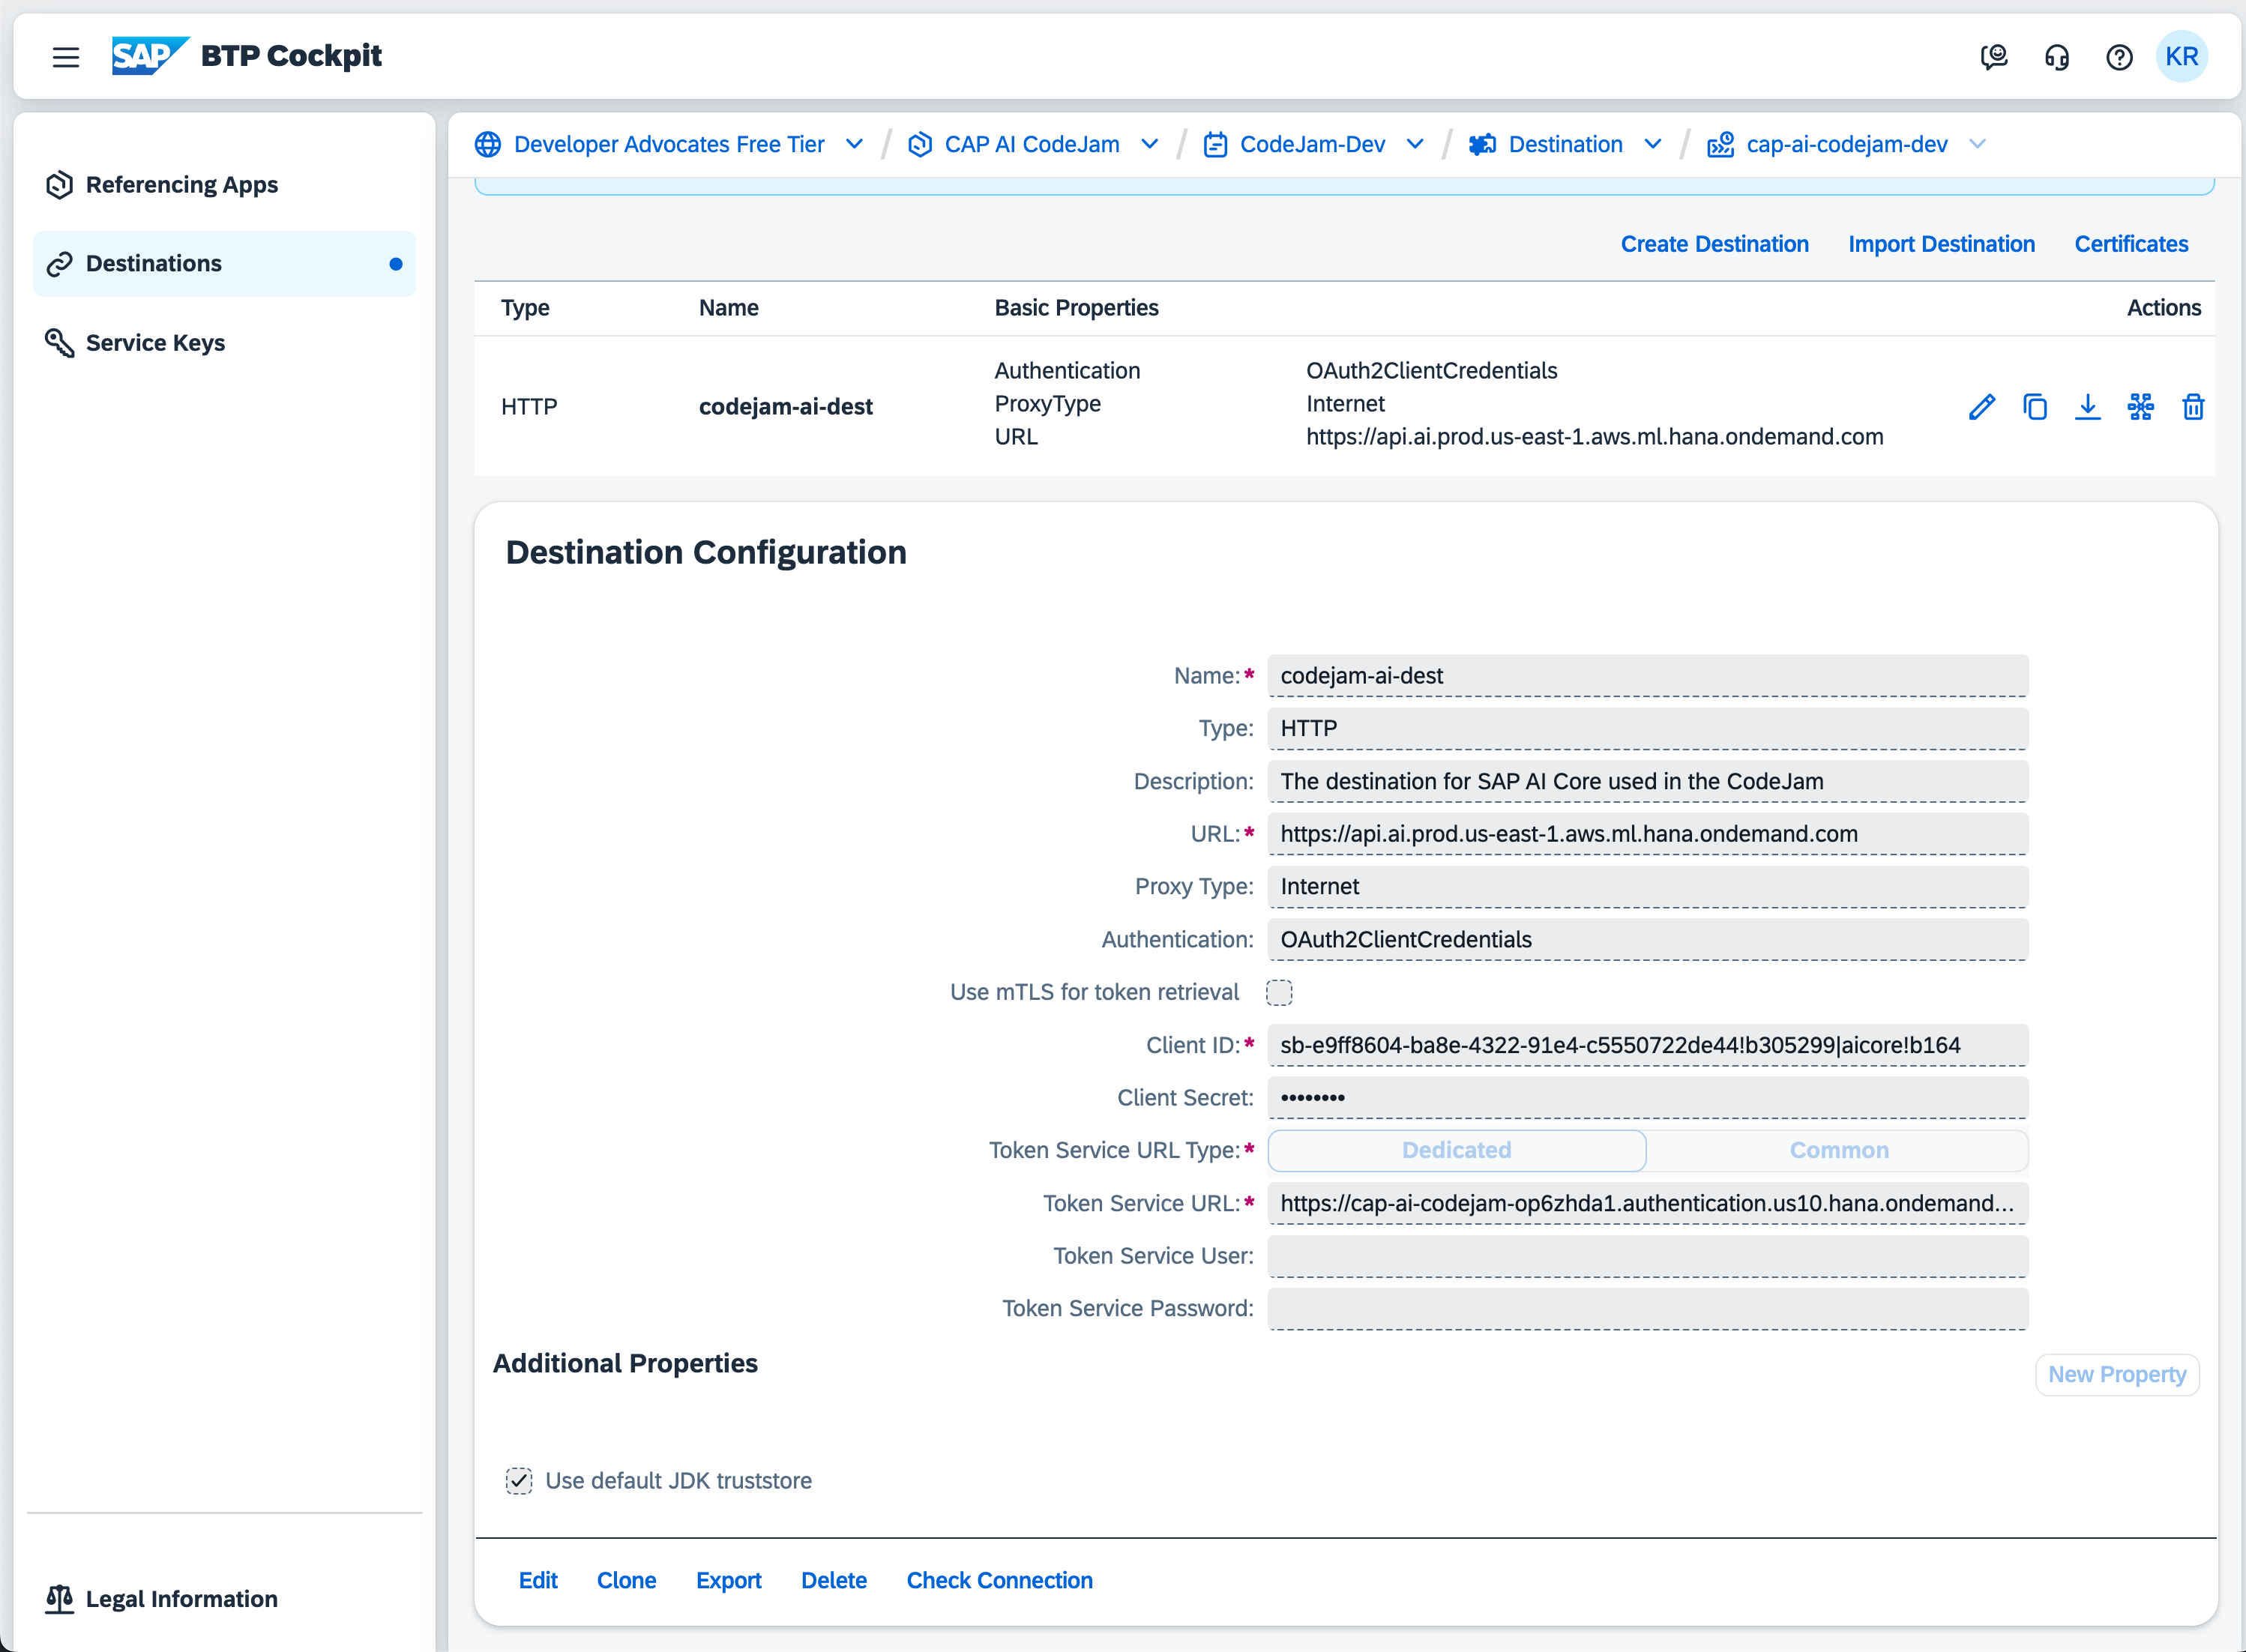 SAP BTP Cockpit
KR
Referencing Apps
Destinations
Service Keys
Legal Information
Developer Advocates Free Tier / CAP AI CodeJam / CodeJam-Dev / Destination / cap-ai-codejam-dev
Create Destination Import Destination Certificates
Type Name Basic Properties Actions
HTTP codejam-ai-dest
Authentication OAuth2ClientCredentials
ProxyType Internet
URL https://api.ai.prod.us-east-1.aws.ml.hana.ondemand.com
Destination Configuration
Name:* codejam-ai-dest
Type: HTTP
Description: The destination for SAP AI Core used in the CodeJam
URL:* https://api.ai.prod.us-east-1.aws.ml.hana.ondemand.com
Proxy Type: Internet
Authentication: OAuth2ClientCredentials
Use mTLS for token retrieval
Client ID:* sb-e9ff8604-ba8e-4322-91e4-c5550722de44!b305299|aicore!b164
Client Secret: ••••••••
Token Service URL Type:* Dedicated Common
Token Service URL:* https://cap-ai-codejam-op6zhda1.authentication.us10.hana.ondemand...
Token Service User:
Token Service Password:
Additional Properties
New Property
Use default JDK truststore
Edit Clone Export Delete Check Connection